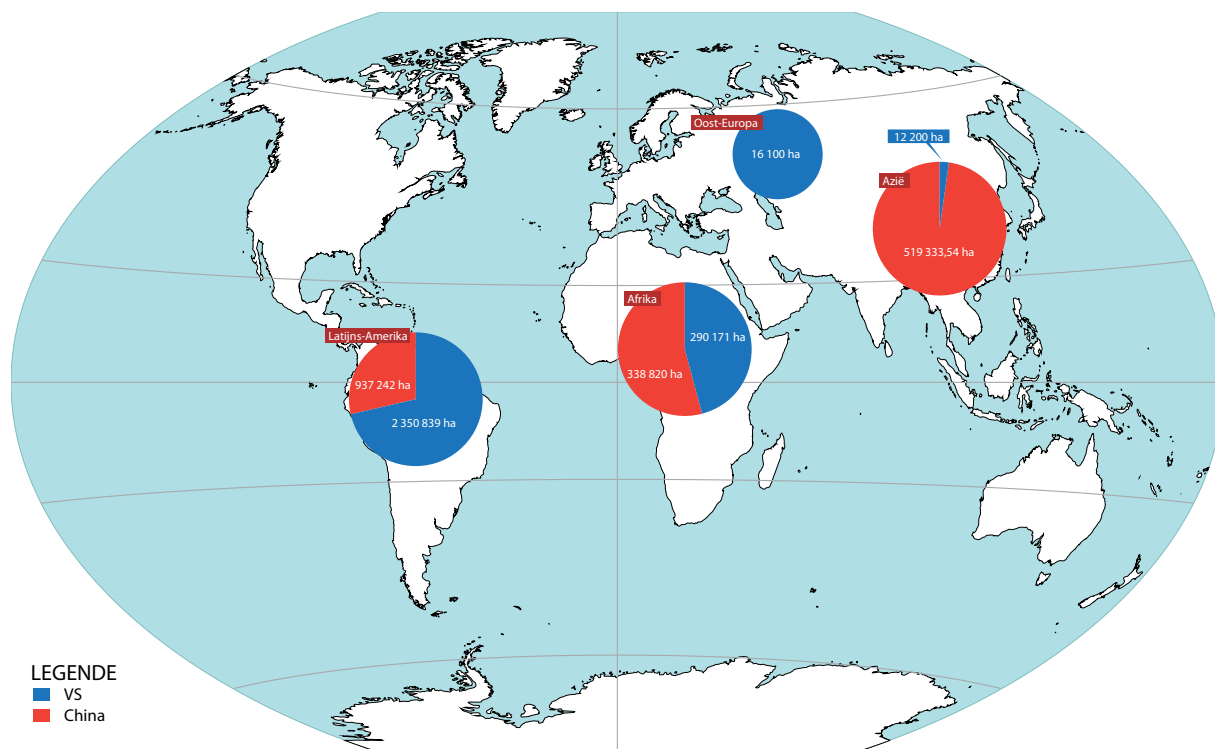 Oost-Europa
16 100 ha
12 200 ha
Azië
519 333,54 ha
Afrika
290 171 ha
338 820 ha
Latijns-Amerika
937 242 ha
2 350 839 ha
LEGENDE
VS
China